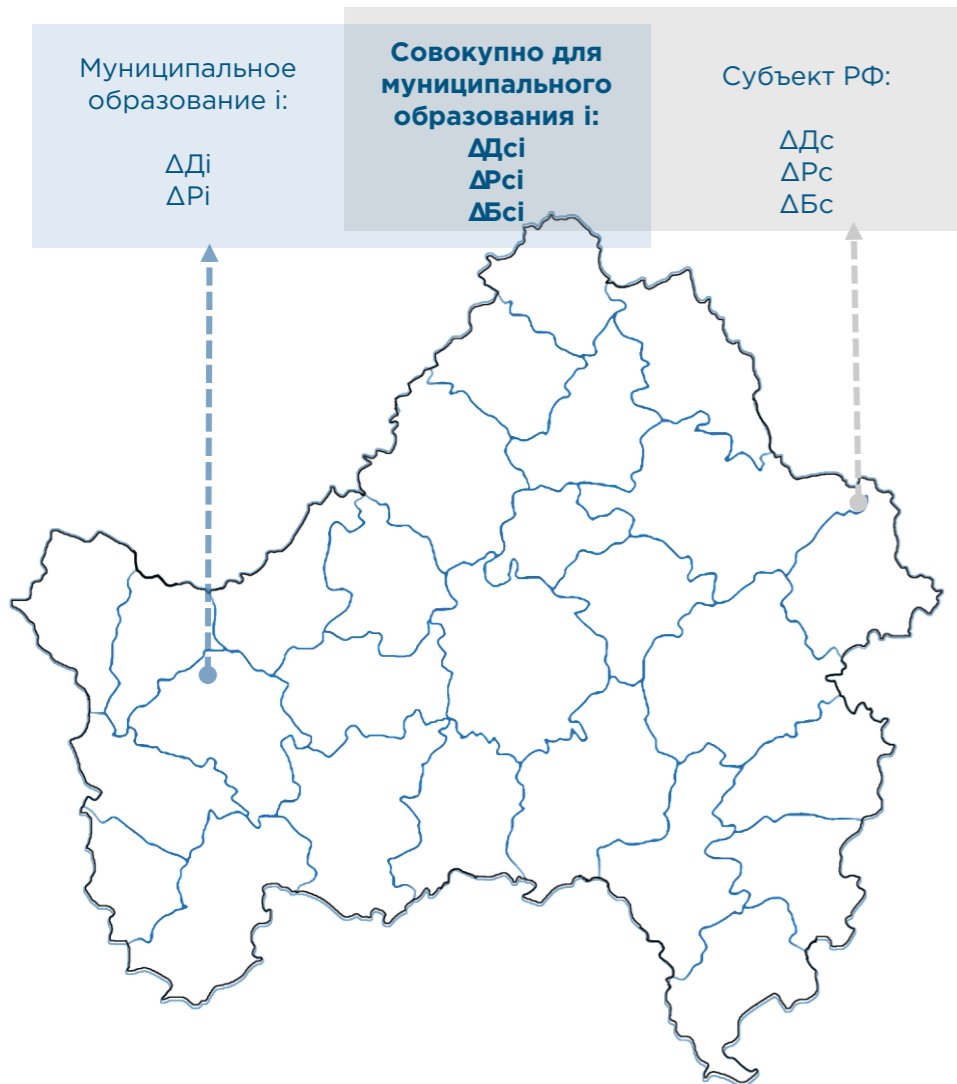 Муниципальное
образование i:
ΔДi
ΔРi
Совокупно для
муниципального
образования i:
ΔДсi
ΔРсi
ΔБсi
Субъект РФ:
ΔДс
ΔРс
ΔБс